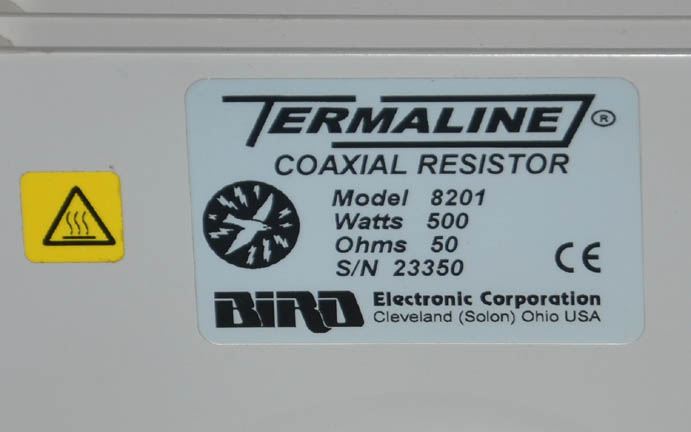 TERMALINE®
COAXIAL RESISTOR
Model 8201
Watts 500
Ohms 50
S/N 23350
CE
BIRD Electronic Corporation
Cleveland (Solon) Ohio USA